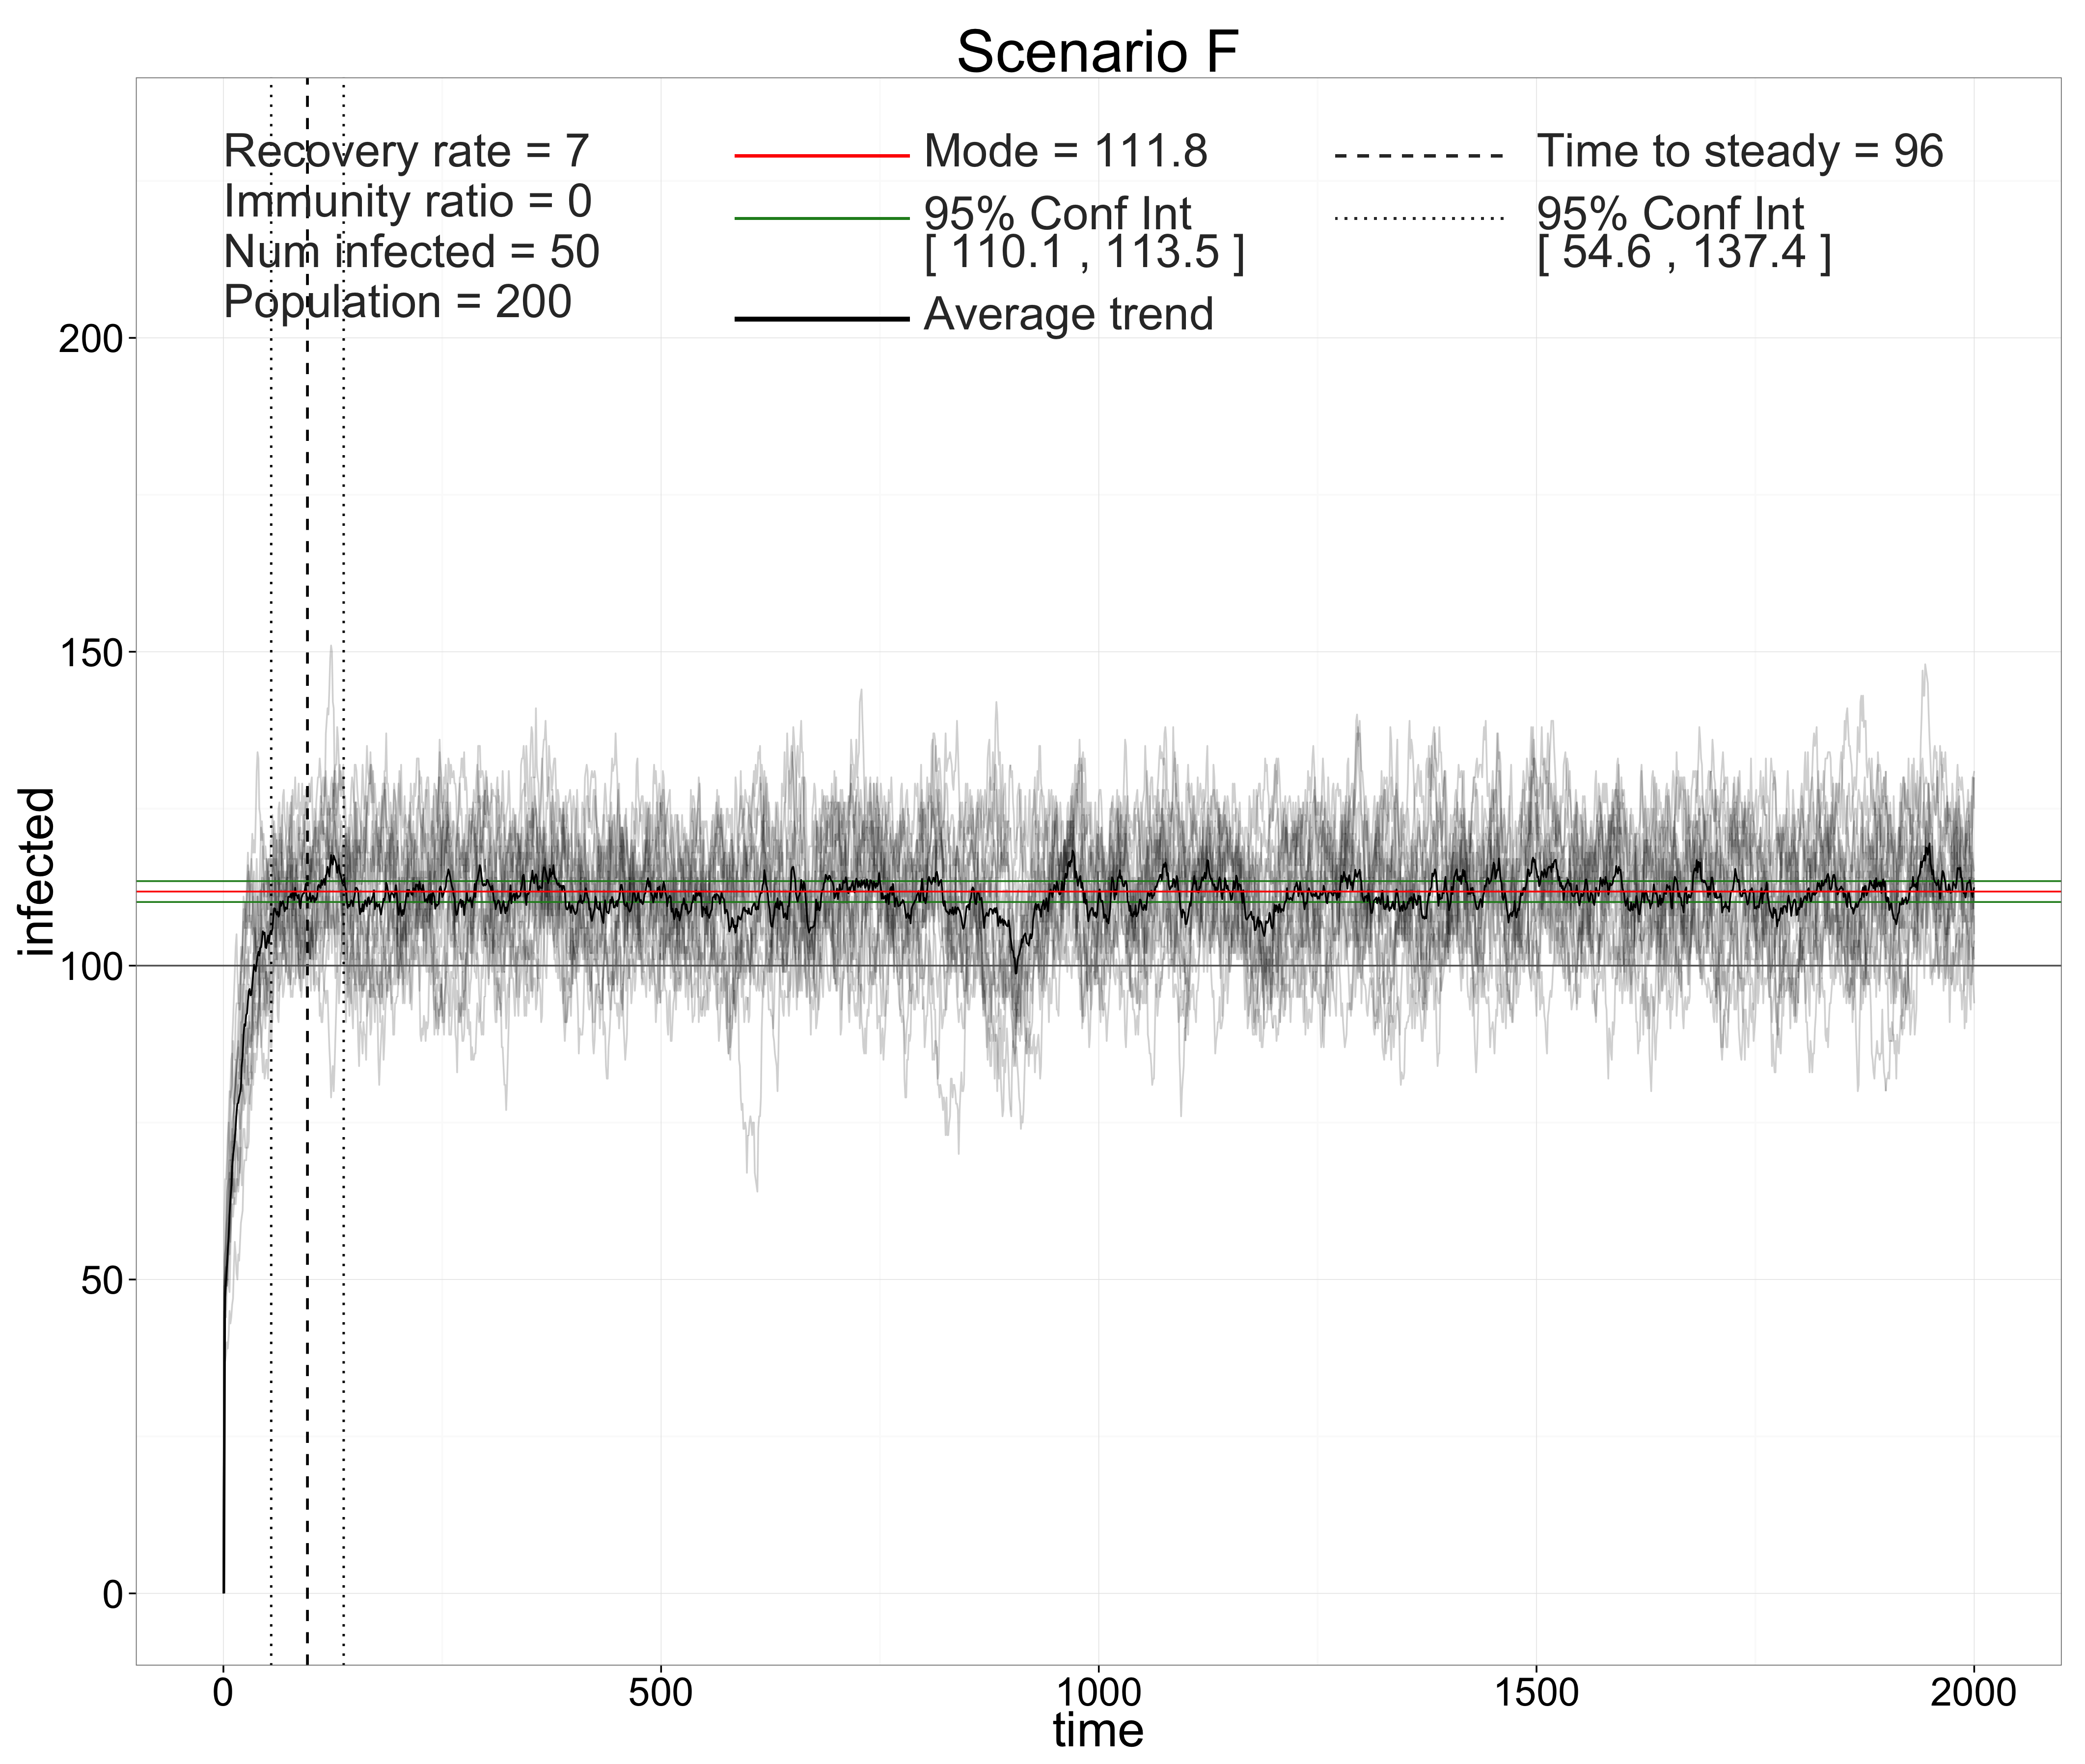 Scenario F
Recovery rate = 7
Immunity ratio = 0
Num infected = 50
Population = 200
Mode = 111.8
95% Conf Int
[ 110.1 , 113.5 ]
Average trend
Time to steady = 96
95% Conf Int
[ 54.6 , 137.4 ]
infected
200
150
100
50
0
0 500 1000 1500 2000
time